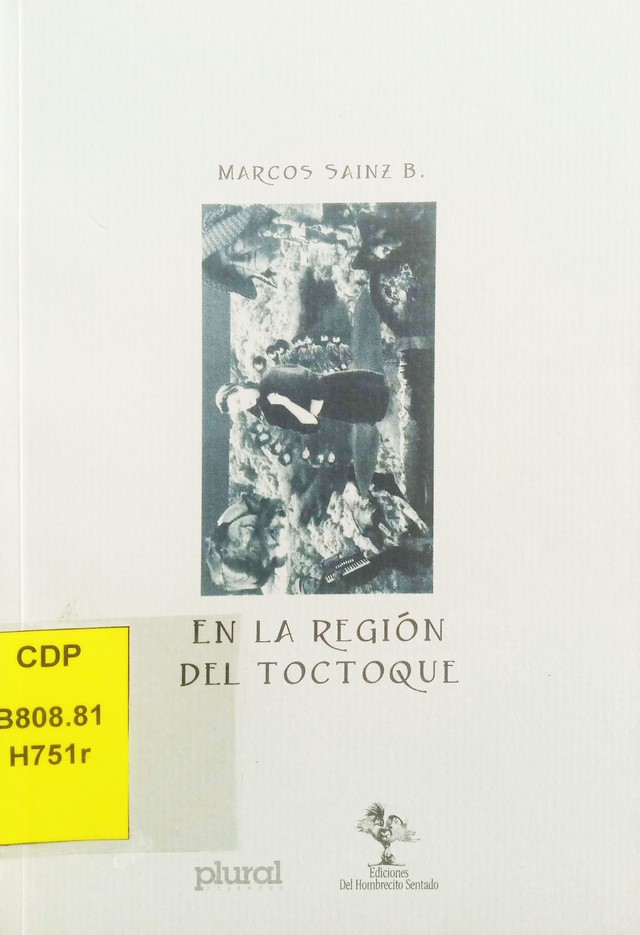 MARCOS SAINZ B.
EN LA REGIÓN
DEL TOCTOQUE
CDP
B808.81
H751r
plural
Ediciones
Del Hombrecito Sentado